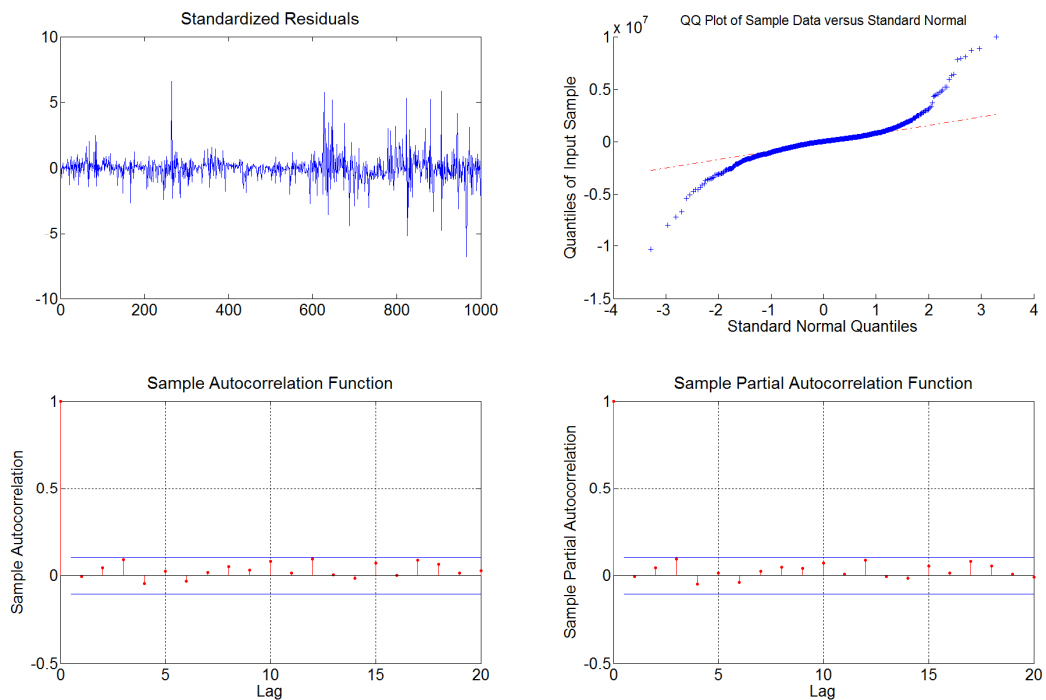 Standardized Residuals
10
5
0
-5
-10
0 200 400 600 800 1000
QQ Plot of Sample Data versus Standard Normal
x 10^7
Quantiles of Input Sample
1
0.5
0
-0.5
-1
-1.5
-4 -3 -2 -1 0 1 2 3 4
Standard Normal Quantiles
Sample Autocorrelation Function
Sample Autocorrelation
1
0.5
0
-0.5
0 5 10 15 20
Lag
Sample Partial Autocorrelation Function
Sample Partial Autocorrelation
1
0.5
0
-0.5
0 5 10 15 20
Lag